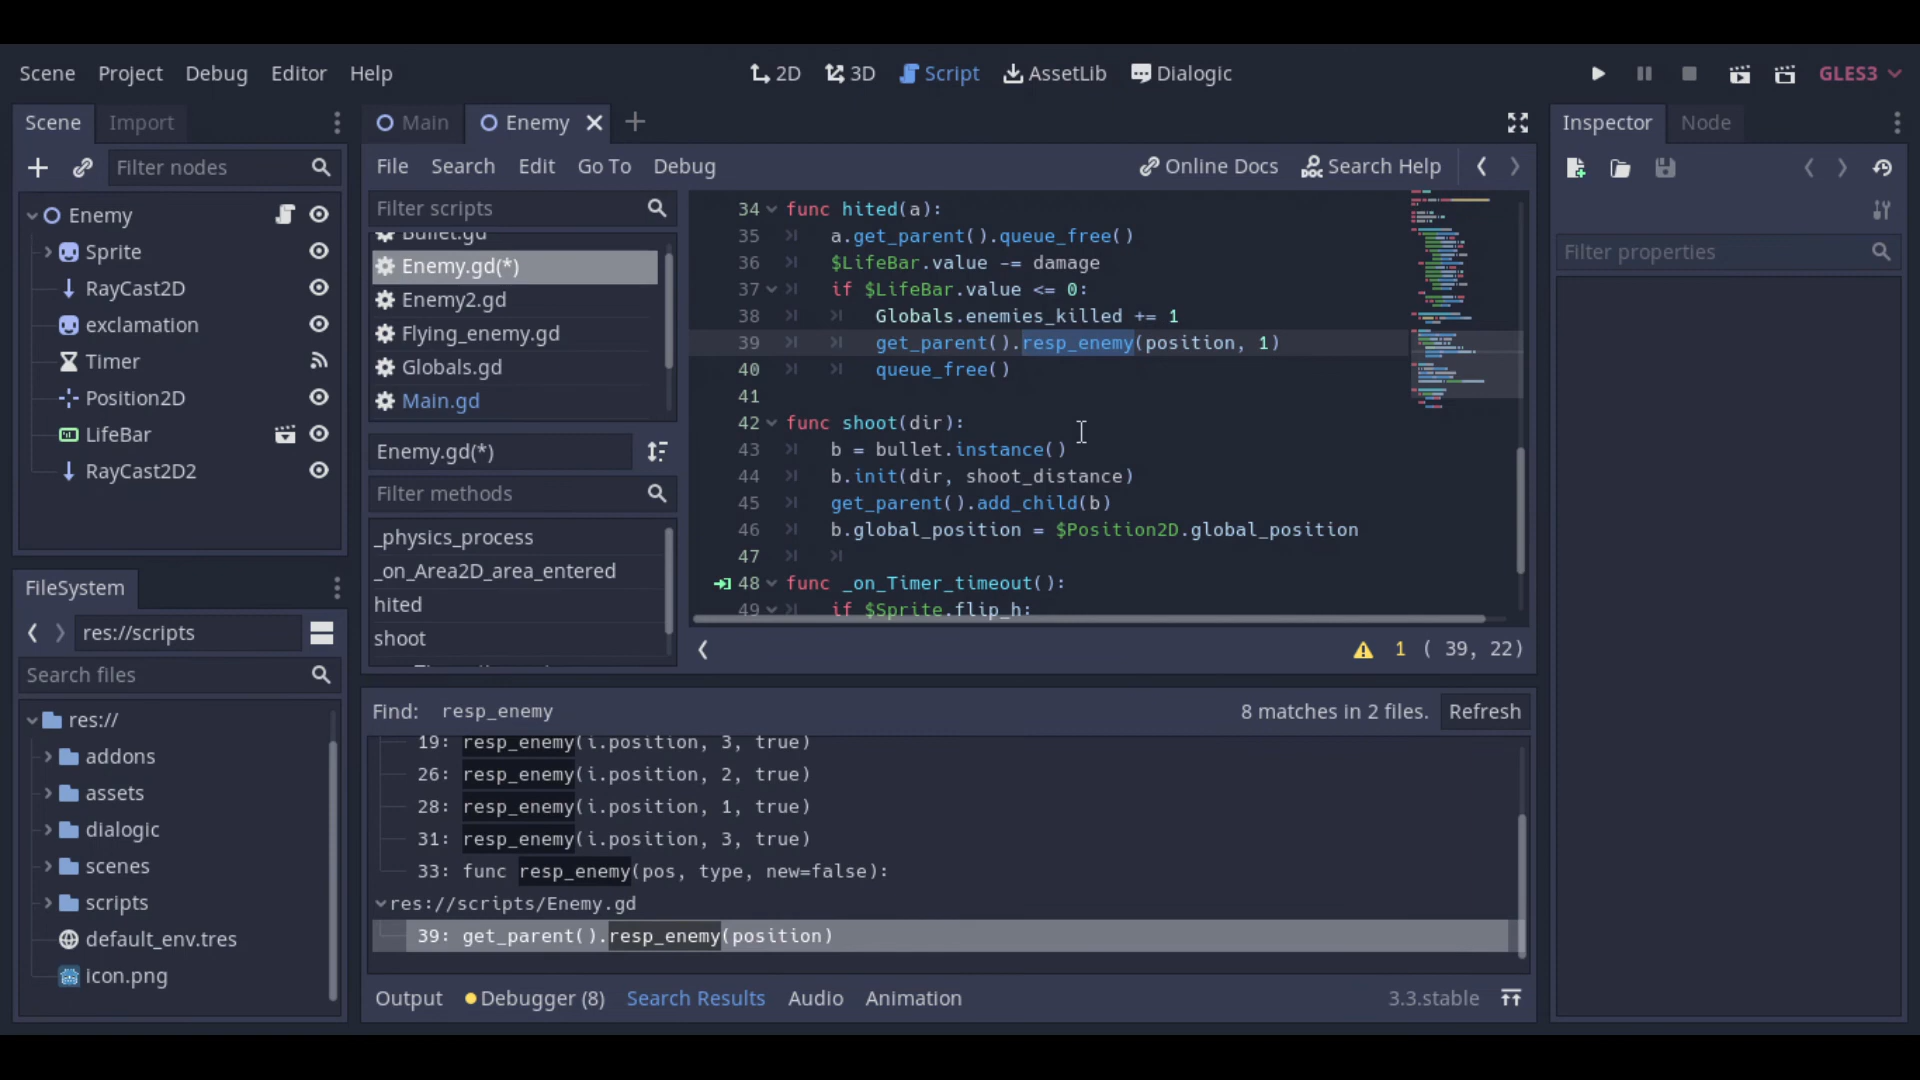 Scene Project Debug Editor Help
2D 3D Script AssetLib Dialogic
GLES3
Scene Import
Filter nodes
Enemy
Sprite
RayCast2D
exclamation
Timer
Position2D
LifeBar
RayCast2D2
FileSystem
res://scripts
Search files
res://
addons
assets
dialogic
scenes
scripts
default_env.tres
icon.png
Main Enemy
File Search Edit Go To Debug
Online Docs Search Help
Filter scripts
Bullet.gd
Enemy.gd(*)
Enemy2.gd
Flying_enemy.gd
Globals.gd
Main.gd
Enemy.gd(*)
Filter methods
_physics_process
_on_Area2D_area_entered
hited
shoot
34 func hited(a):
35 a.get_parent().queue_free()
36 $LifeBar.value -= damage
37 if $LifeBar.value <= 0:
38 Globals.enemies_killed += 1
39 get_parent().resp_enemy(position, 1)
40 queue_free()
41
42 func shoot(dir):
43 b = bullet.instance()
44 b.init(dir, shoot_distance)
45 get_parent().add_child(b)
46 b.global_position = $Position2D.global_position
47
48 func _on_Timer_timeout():
49 if $Sprite.flip_h:
1 ( 39, 22)
Find: resp_enemy
8 matches in 2 files. Refresh
19: resp_enemy(i.position, 3, true)
26: resp_enemy(i.position, 2, true)
28: resp_enemy(i.position, 1, true)
31: resp_enemy(i.position, 3, true)
33: func resp_enemy(pos, type, new=false):
res://scripts/Enemy.gd
39: get_parent().resp_enemy(position)
Output Debugger (8) Search Results Audio Animation
3.3.stable
Inspector Node
Filter properties